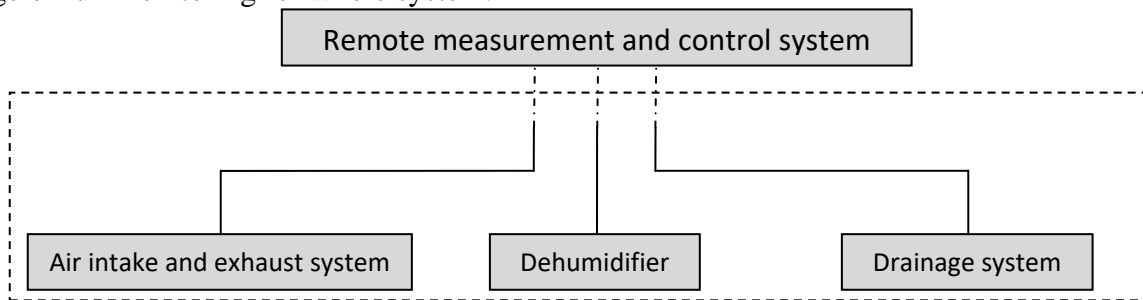 Remote measurement and control system
Air intake and exhaust system
Dehumidifier
Drainage system